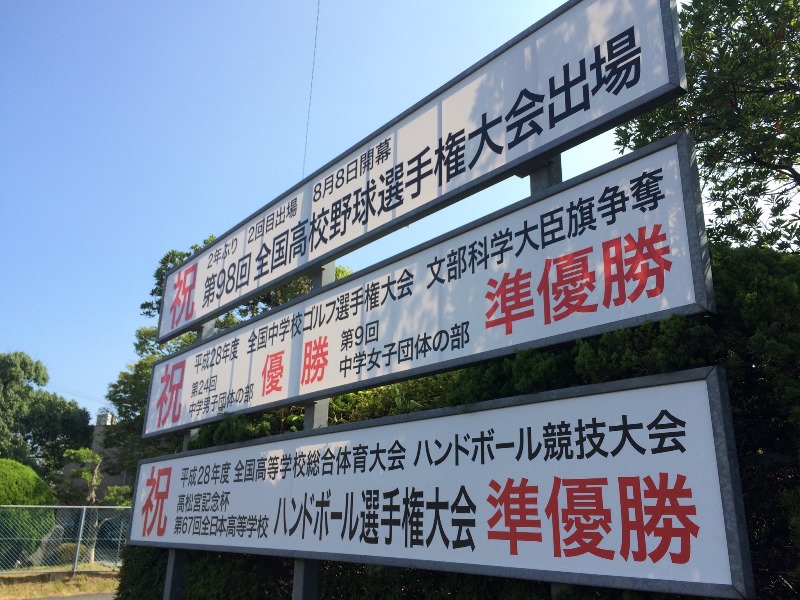 祝 2年ぶり 2回目出場 8月8日開幕
第98回 全国高校野球選手権大会出場
祝 平成28年度 全国中学校ゴルフ選手権大会 文部科学大臣旗争奪
第24回 中学男子団体の部 優勝 第9回 中学女子団体の部 準優勝
祝 平成28年度 全国高等学校総合体育大会 ハンドボール競技大会
高松宮記念杯
第67回全日本高等学校 ハンドボール選手権大会 準優勝